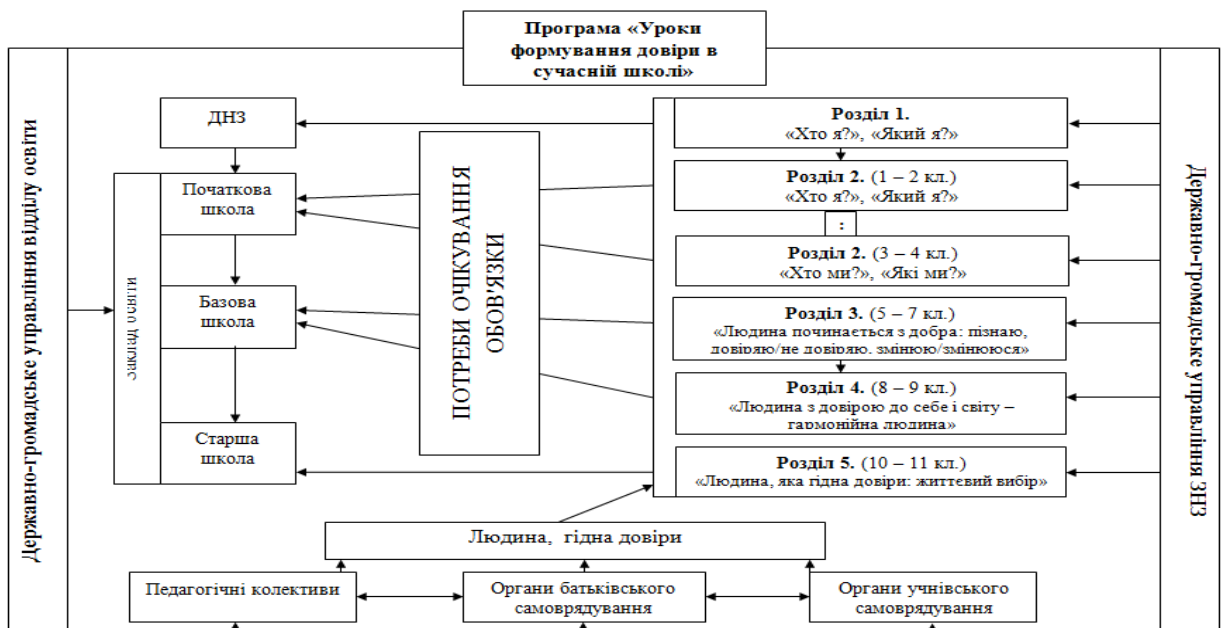 Програма «Уроки
формування довіри в
сучасній школі»
Державно-громадське управління відділу освіти
ДНЗ
Початкова
школа
Базова
школа
Старша
школа
Заклад освіти
ПОТРЕБИ ОЧІКУВАННЯ
ОБОВ'ЯЗКИ
Розділ 1.
«Хто я?», «Який я?»
Розділ 2. (1 – 2 кл.)
«Хто я?», «Який я?»
:
Розділ 2. (3 – 4 кл.)
«Хто ми?», «Які ми?»
Розділ 3. (5 – 7 кл.)
«Людина починається з добра: пізнаю,
довіряю/не довіряю, змінюю/змінююся»
Розділ 4. (8 – 9 кл.)
«Людина з довірою до себе і світу –
гармонійна людина»
Розділ 5. (10 – 11 кл.)
«Людина, яка гідна довіри: життєвий вибір»
Державно-громадське управління ЗНЗ
Людина, гідна довіри
Педагогічні колективи
Органи батьківського
самоврядування
Органи учнівського
самоврядування